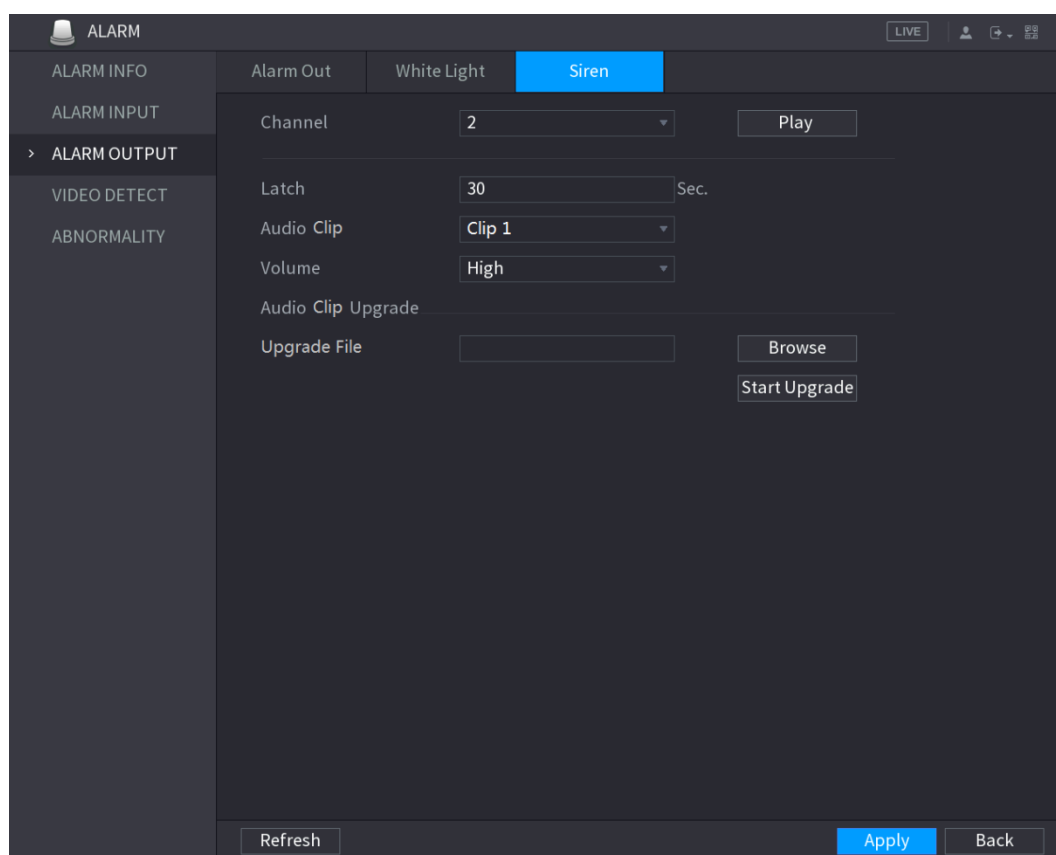 ALARM LIVE
ALARM INFO
ALARM INPUT
> ALARM OUTPUT
VIDEO DETECT
ABNORMALITY
Alarm Out White Light Siren
Channel 2 Play
Latch 30 Sec.
Audio Clip Clip 1
Volume High
Audio Clip Upgrade
Upgrade File Browse
Start Upgrade
Refresh Apply Back